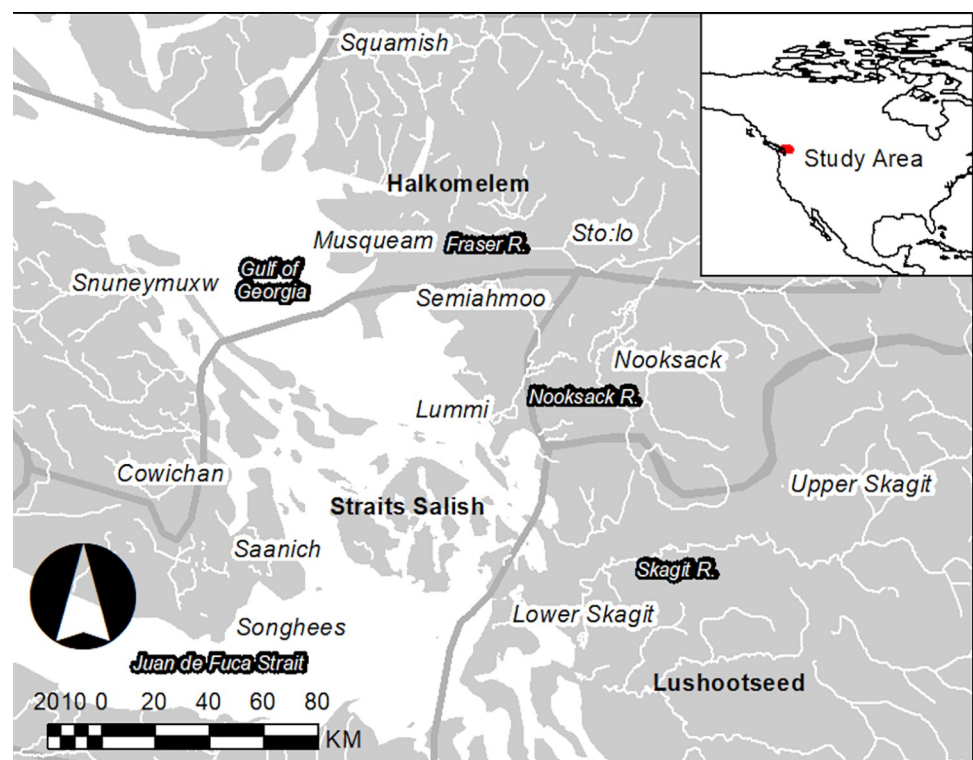 Squamish
Study Area
Halkomelem
Musqueam
Fraser R.
Sto:lo
Gulf of
Georgia
Snuneymuxw
Semiahmoo
Nooksack
Nooksack R.
Lummi
Cowichan
Upper Skagit
Straits Salish
Saanich
Skagit R.
Lower Skagit
Songhees
Juan de Fuca Strait
Lushootseed
20 10 0 20 40 60 80
KM